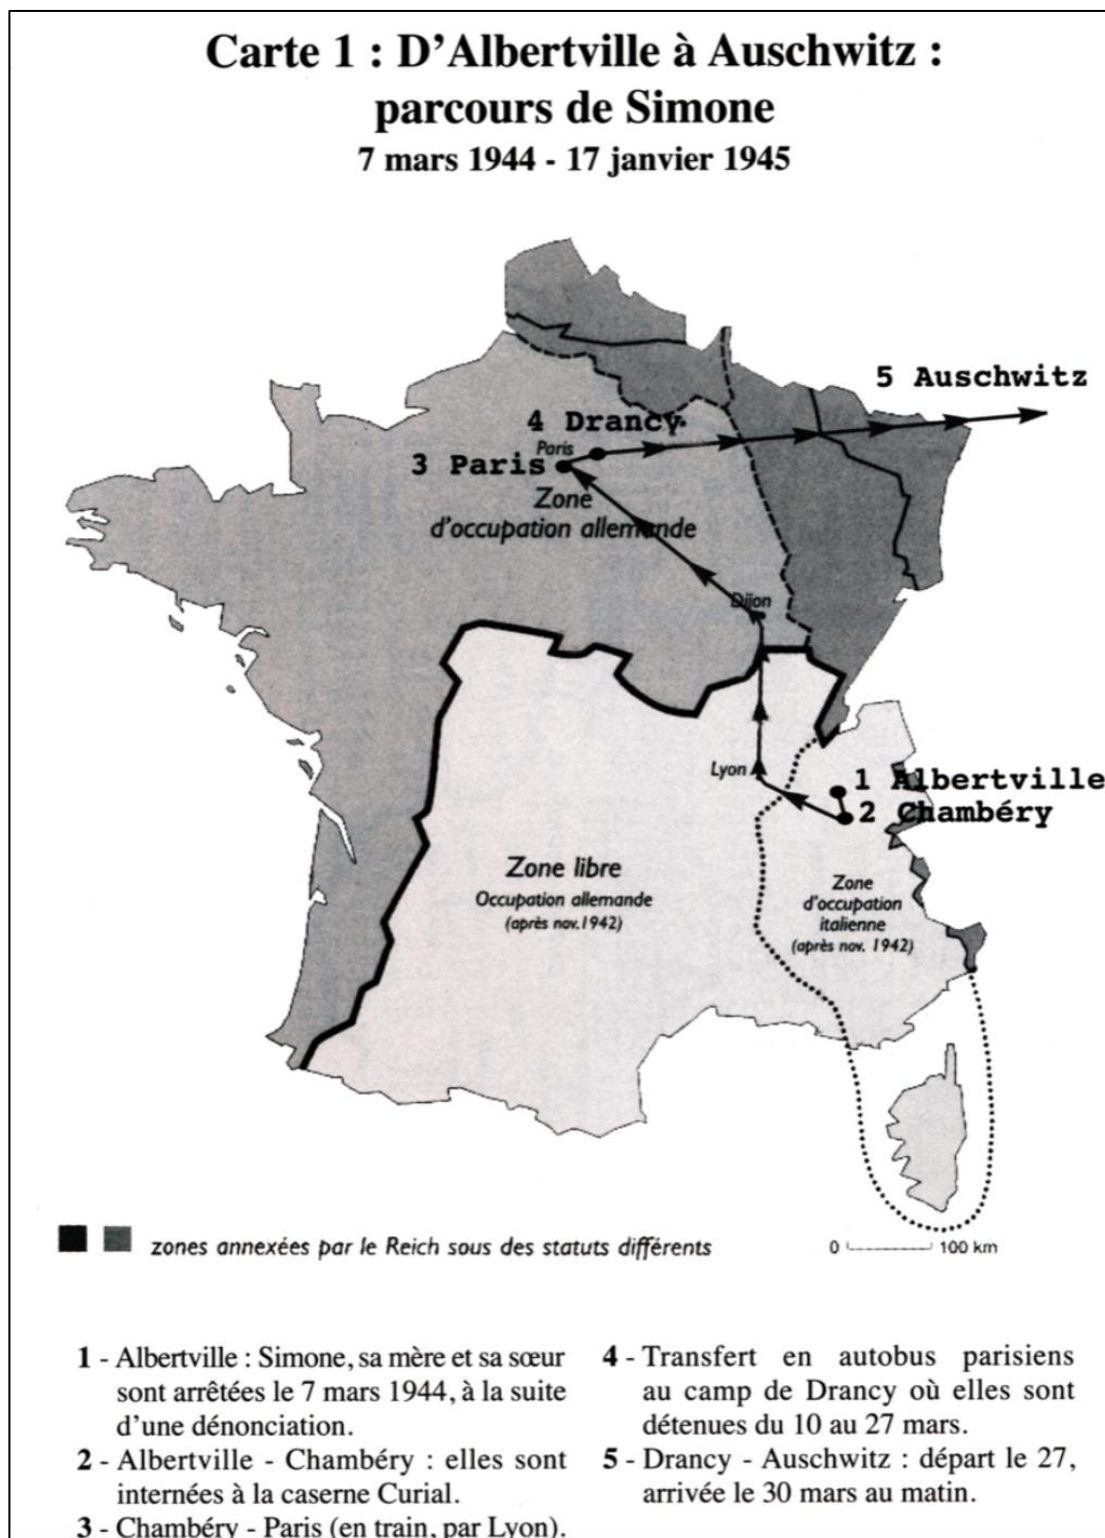 Carte 1 : D'Albertville à Auschwitz :
parcours de Simone
7 mars 1944 - 17 janvier 1945
5 Auschwitz
4 Drancy
Paris
3 Paris
Zone
d'occupation allemande
Dijon
Lyon
1 Albertville
2 Chambéry
Zone libre
Occupation allemande
(après nov.1942)
Zone
d'occupation
italienne
(après nov. 1942)
zones annexées par le Reich sous des statuts différents
0 100 km
1 - Albertville : Simone, sa mère et sa sœur
sont arrêtées le 7 mars 1944, à la suite
d'une dénonciation.
2 - Albertville - Chambéry : elles sont
internées à la caserne Curial.
3 - Chambéry - Paris (en train, par Lyon).
4 - Transfert en autobus parisiens
au camp de Drancy où elles sont
détenues du 10 au 27 mars.
5 - Drancy - Auschwitz : départ le 27,
arrivée le 30 mars au matin.